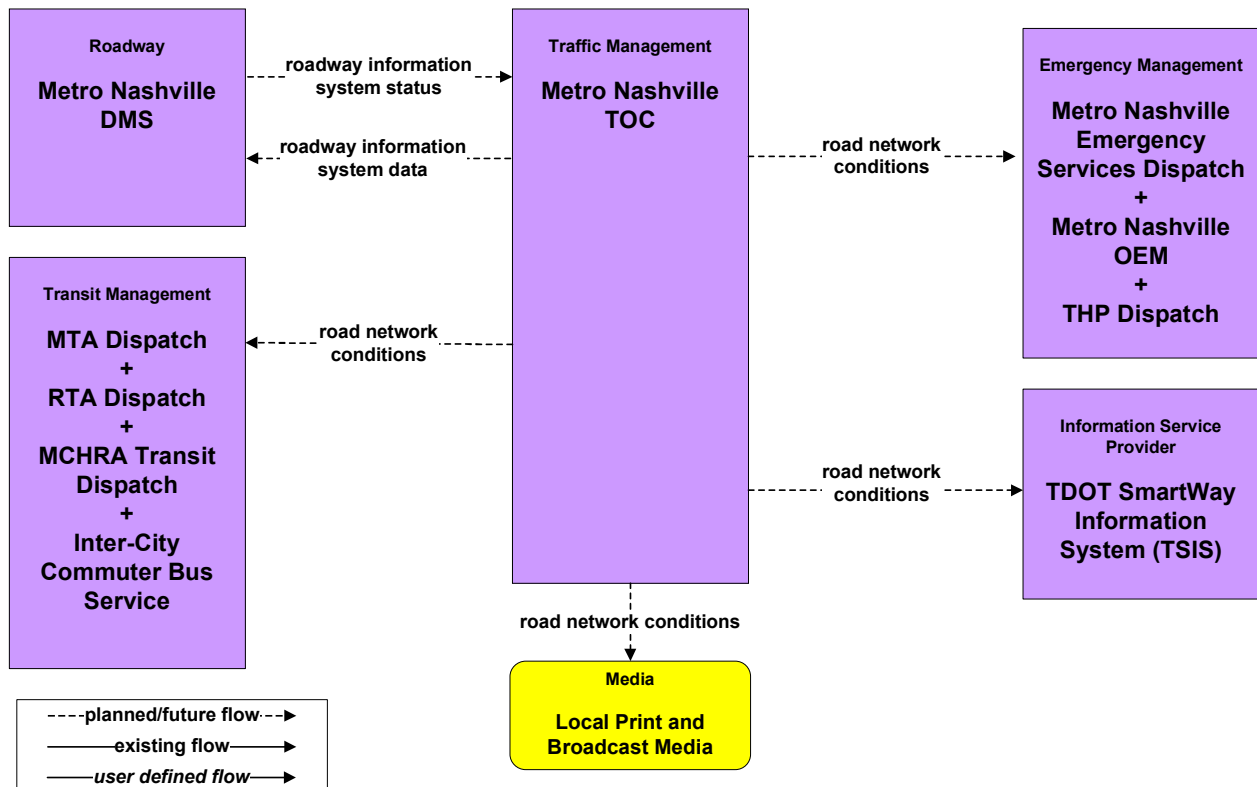 Roadway
Metro Nashville
DMS
roadway information
system status
roadway information
system data
Traffic Management
Metro Nashville
TOC
road network
conditions
Emergency Management
Metro Nashville
Emergency
Services Dispatch
+
Metro Nashville
OEM
+
THP Dispatch
Transit Management
MTA Dispatch
+
RTA Dispatch
+
MCHRA Transit
Dispatch
+
Inter-City
Commuter Bus
Service
road network
conditions
road network
conditions
Information Service
Provider
TDOT SmartWay
Information
System (TSIS)
road network conditions
Media
Local Print and
Broadcast Media
planned/future flow
existing flow
user defined flow